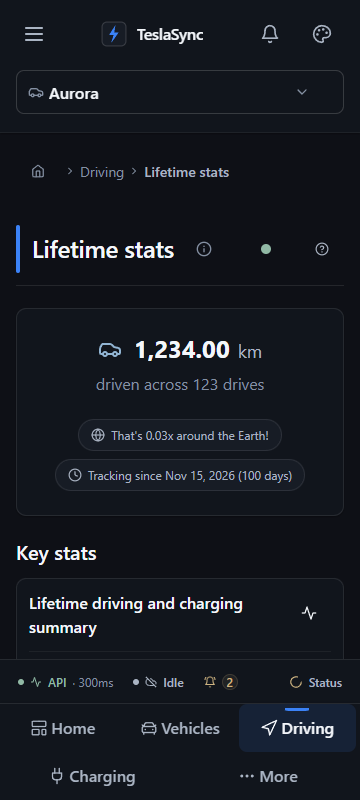 TeslaSync
Aurora
Driving
Lifetime stats
Lifetime stats
1,234.00 km
driven across 123 drives
That's 0.03x around the Earth!
Tracking since Nov 15, 2026 (100 days)
Key stats
Lifetime driving and charging
summary
API · 300ms
Idle
2
Status
Home
Vehicles
Driving
Charging
More